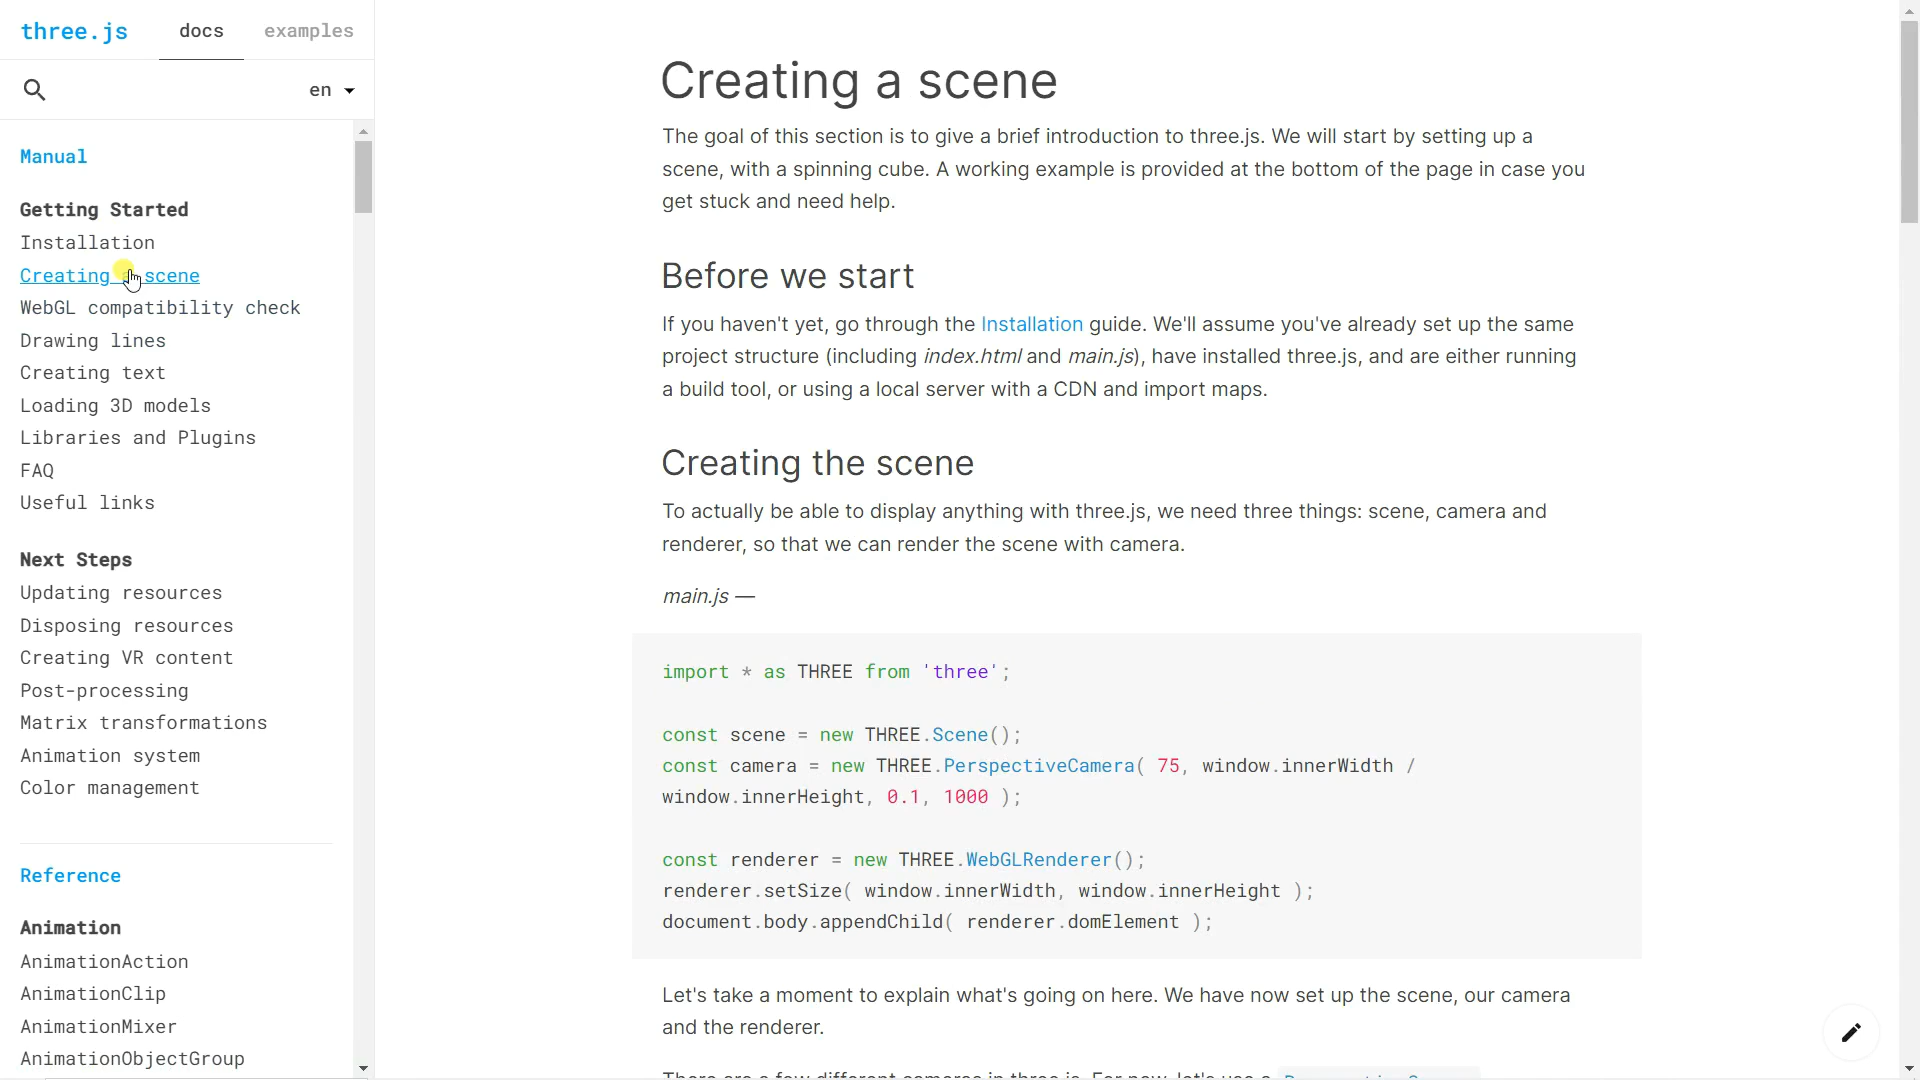 three.js docs examples
en
Manual
Getting Started
Installation
Creating a scene
WebGL compatibility check
Drawing lines
Creating text
Loading 3D models
Libraries and Plugins
FAQ
Useful links
Next Steps
Updating resources
Disposing resources
Creating VR content
Post-processing
Matrix transformations
Animation system
Color management
Reference
Animation
AnimationAction
AnimationClip
AnimationMixer
AnimationObjectGroup
Creating a scene
The goal of this section is to give a brief introduction to three.js. We will start by setting up a
scene, with a spinning cube. A working example is provided at the bottom of the page in case you
get stuck and need help.
Before we start
If you haven't yet, go through the Installation guide. We'll assume you've already set up the same
project structure (including index.html and main.js), have installed three.js, and are either running
a build tool, or using a local server with a CDN and import maps.
Creating the scene
To actually be able to display anything with three.js, we need three things: scene, camera and
renderer, so that we can render the scene with camera.
main.js —
import * as THREE from 'three';
const scene = new THREE.Scene();
const camera = new THREE.PerspectiveCamera( 75, window.innerWidth /
window.innerHeight, 0.1, 1000 );
const renderer = new THREE.WebGLRenderer();
renderer.setSize( window.innerWidth, window.innerHeight );
document.body.appendChild( renderer.domElement );
Let's take a moment to explain what's going on here. We have now set up the scene, our camera
and the renderer.